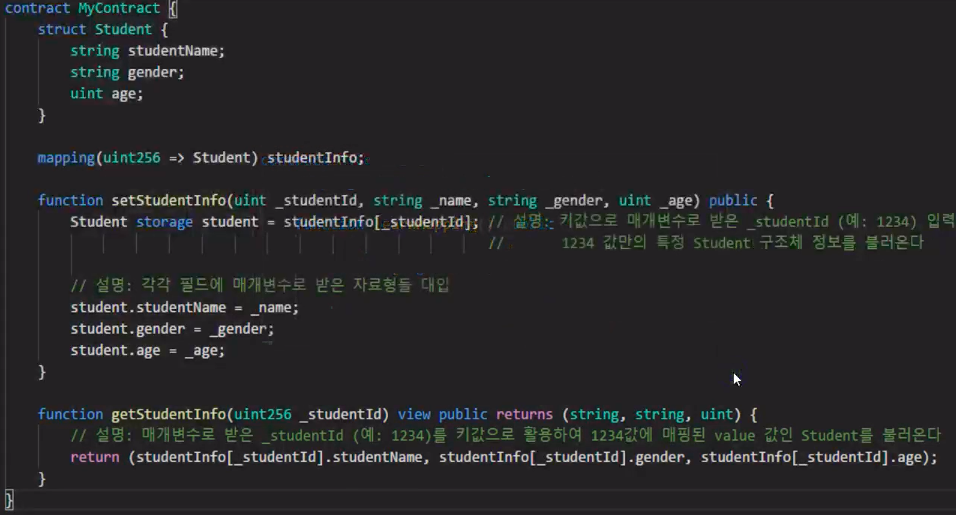 contract MyContract {
struct Student {
string studentName;
string gender;
uint age;
}
mapping(uint256 => Student) studentInfo;
function setStudentInfo(uint _studentId, string _name, string _gender, uint _age) public {
Student storage student = studentInfo[_studentId]; // 설명: 키값으로 매개변수로 받은 _studentId (예: 1234) 입력
// 1234 값만의 특정 Student 구조체 정보를 불러온다
// 설명: 각각 필드에 매개변수로 받은 자료형들 대입
student.studentName = _name;
student.gender = _gender;
student.age = _age;
}
function getStudentInfo(uint256 _studentId) view public returns (string, string, uint) {
// 설명: 매개변수로 받은 _studentId (예: 1234)를 키값으로 활용하여 1234값에 매핑된 value 값인 Student를 불러온다
return (studentInfo[_studentId].studentName, studentInfo[_studentId].gender, studentInfo[_studentId].age);
}
}